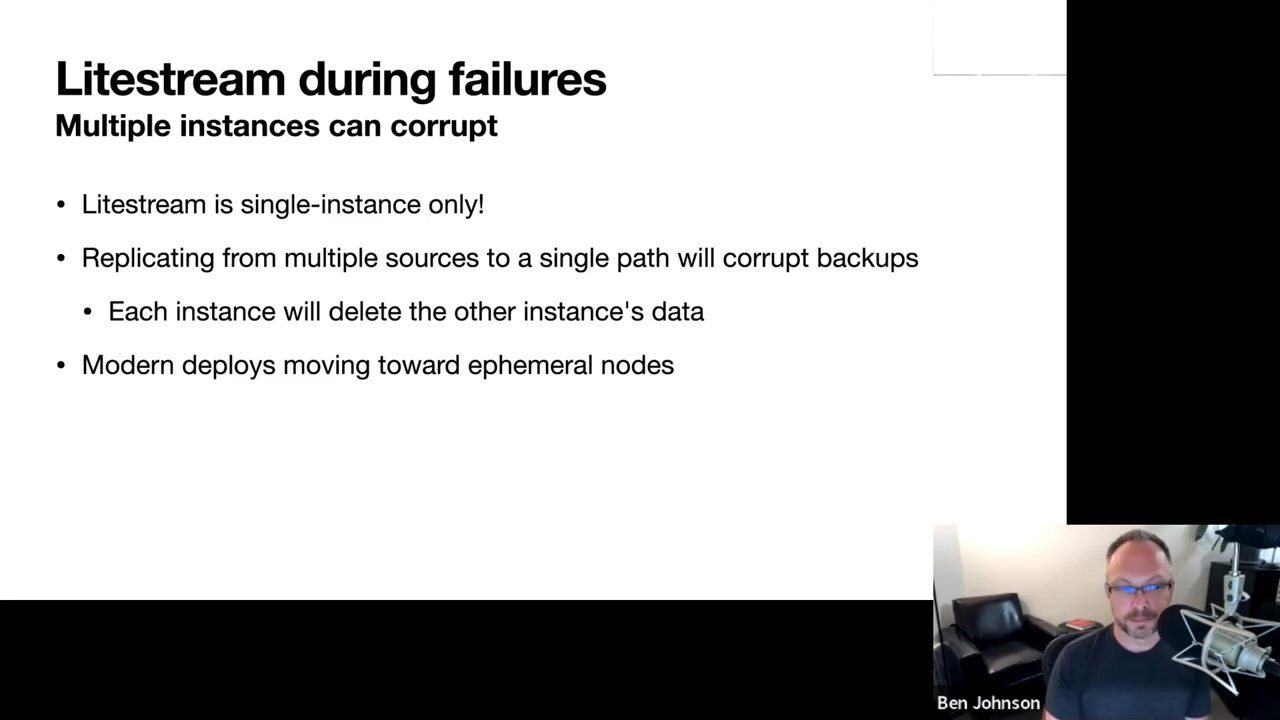 Litestream during failures
Multiple instances can corrupt
• Litestream is single-instance only!
• Replicating from multiple sources to a single path will corrupt backups
• Each instance will delete the other instance's data
• Modern deploys moving toward ephemeral nodes
Ben Johnson